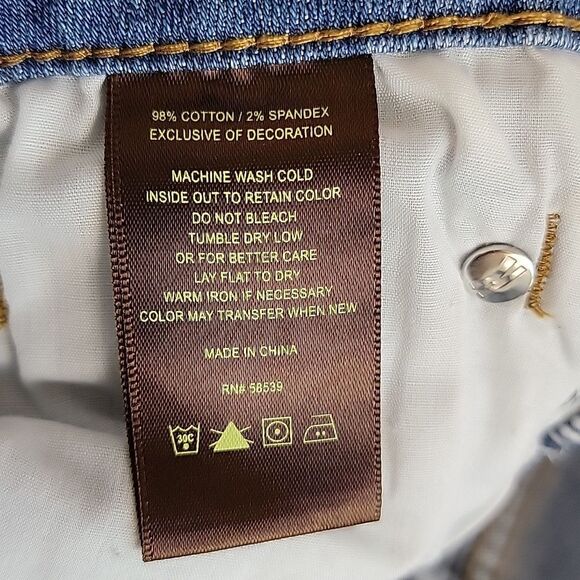 98% COTTON / 2% SPANDEX
EXCLUSIVE OF DECORATION
MACHINE WASH COLD
INSIDE OUT TO RETAIN COLOR
DO NOT BLEACH
TUMBLE DRY LOW
OR FOR BETTER CARE
LAY FLAT TO DRY
WARM IRON IF NECESSARY
COLOR MAY TRANSFER WHEN NEW
MADE IN CHINA
RN# 58539
30C